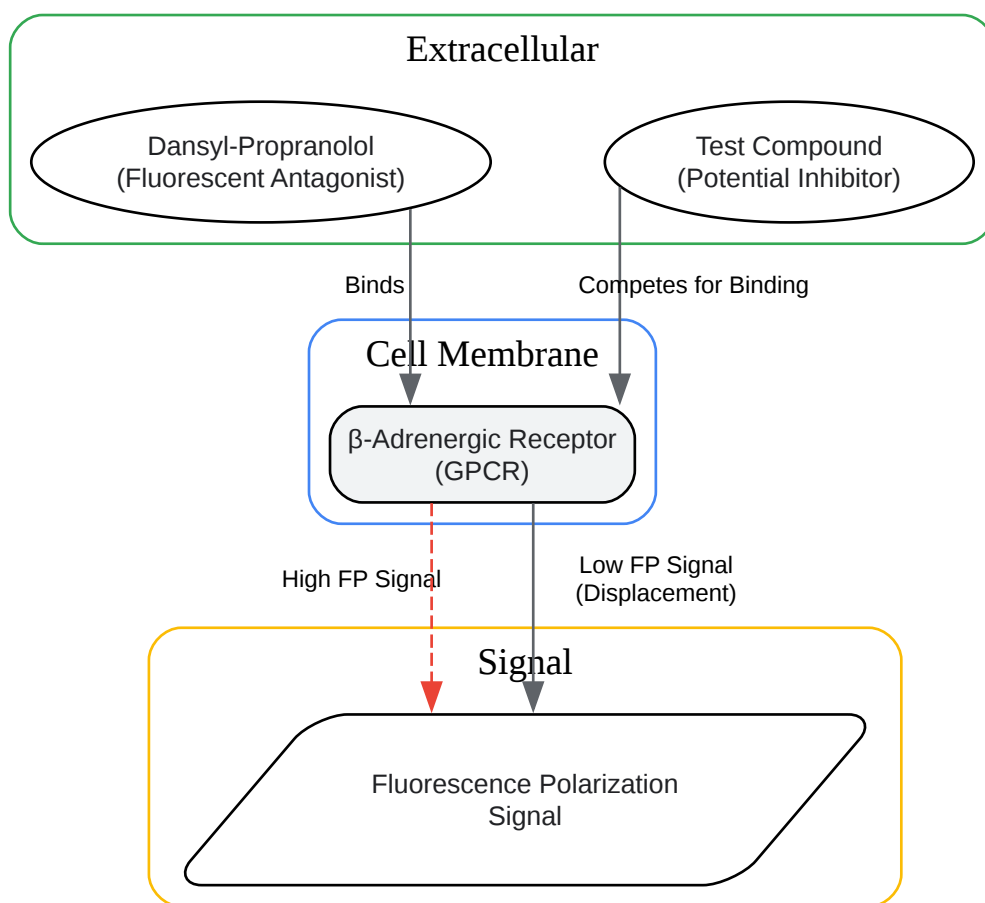 Extracellular
Dansyl-Propranolol
(Fluorescent Antagonist)
Test Compound
(Potential Inhibitor)
Binds
Competes for Binding
Cell Membrane
β-Adrenergic Receptor
(GPCR)
High FP Signal
Low FP Signal
(Displacement)
Signal
Fluorescence Polarization
Signal